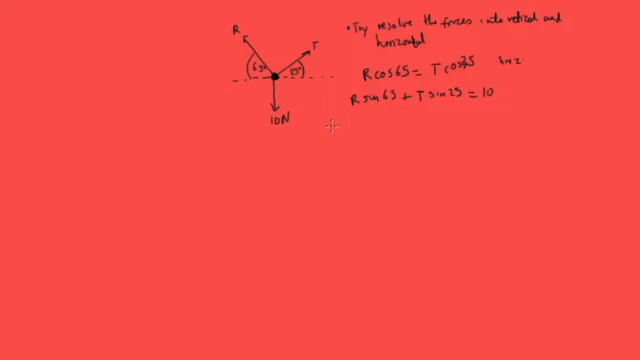 • Try resolve the forces into vertical and
horizontal
R
T
65°
25°
10N
R cos 65 = T cos 25 horz
R sin 65 + T sin 25 = 10